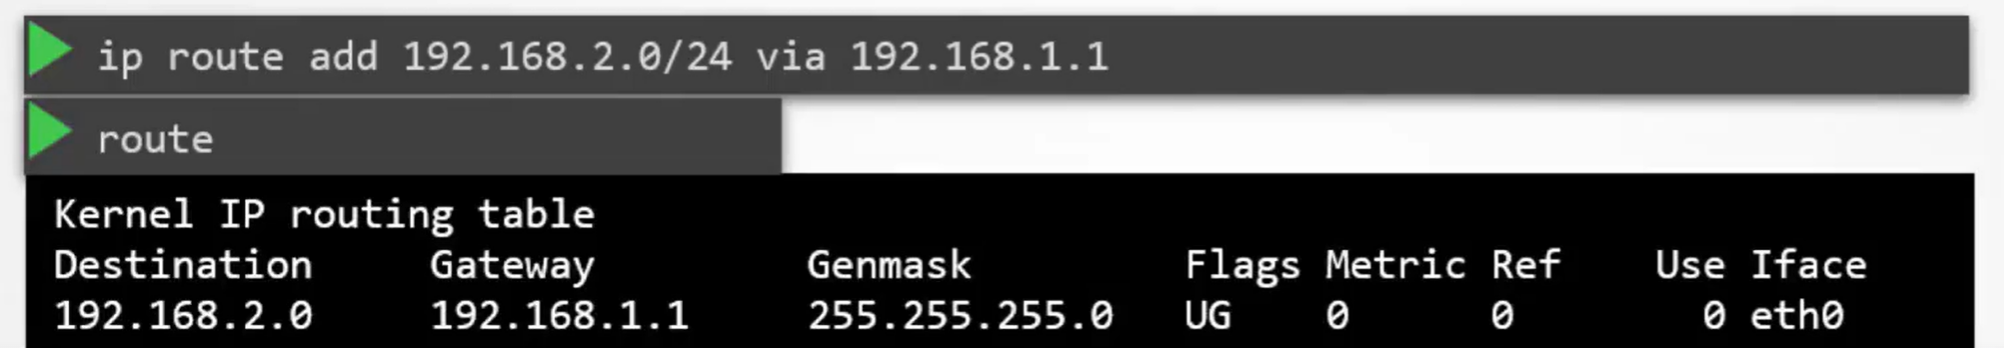 ip route add 192.168.2.0/24 via 192.168.1.1
route
Kernel IP routing table
Destination Gateway Genmask Flags Metric Ref Use Iface
192.168.2.0 192.168.1.1 255.255.255.0 UG 0 0 0 eth0